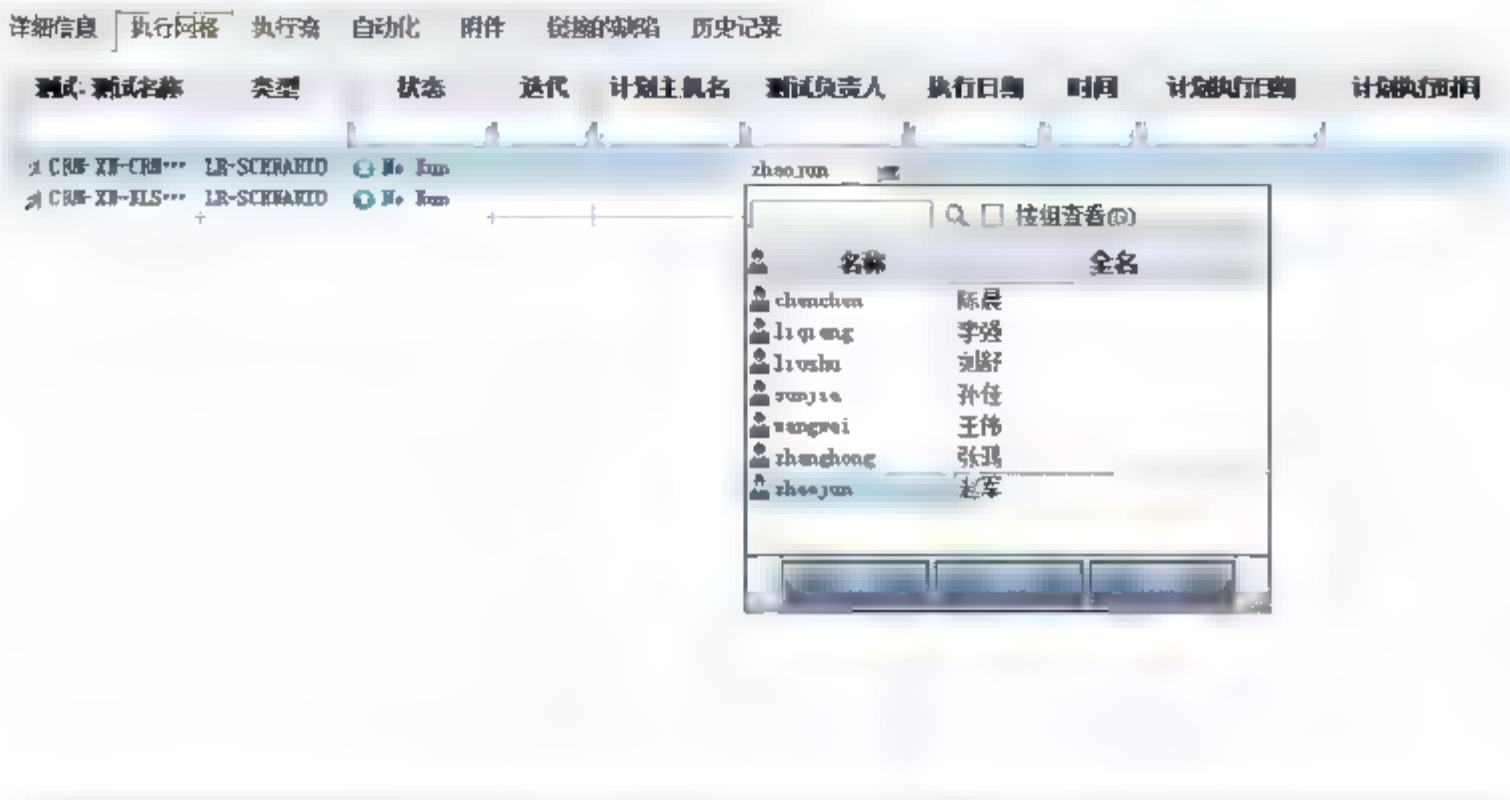 详细信息 执行网格 执行流 自动化 附件 链接的缺陷 历史记录
测试: 测试名称 类型 状态 迭代 计划主机名 测试负责人 执行日期 时间 计划执行日期 计划执行时间
CRM-XN-CRM... LR-SCENARIO No Run zhaojun
LR-SCENARIO No Run
按组查看(G)
名称 全名
chenchen 陈晨
liqiang 李强
liushu 刘舒
sunjia 孙佳
wangwei 王伟
zhanghong
zhaojun 赵军